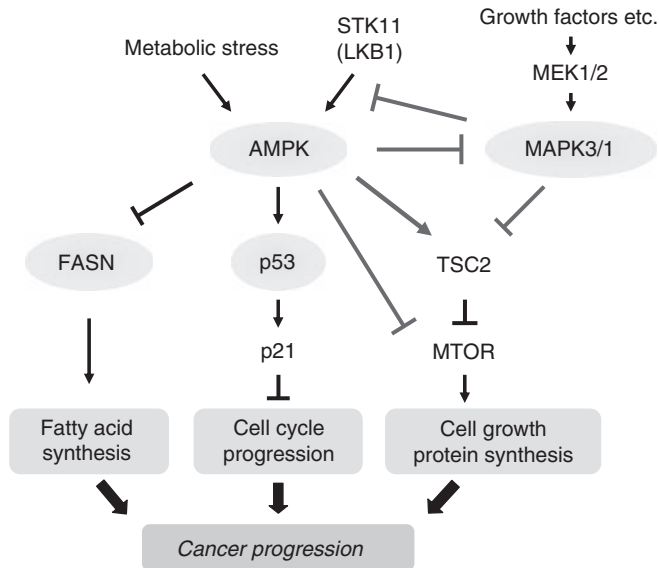 STK11
(LKB1)
Growth factors etc.
Metabolic stress
MEK1/2
AMPK
MAPK3/1
FASN
p53
TSC2
p21
MTOR
Fatty acid
synthesis
Cell cycle
progression
Cell growth
protein synthesis
Cancer progression